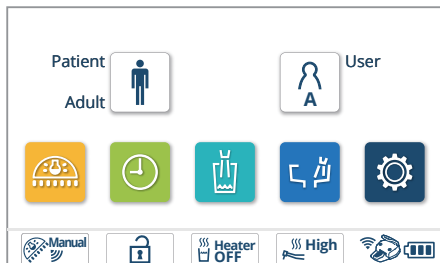 Patient
User
Adult
A
Manual
Heater
OFF
High